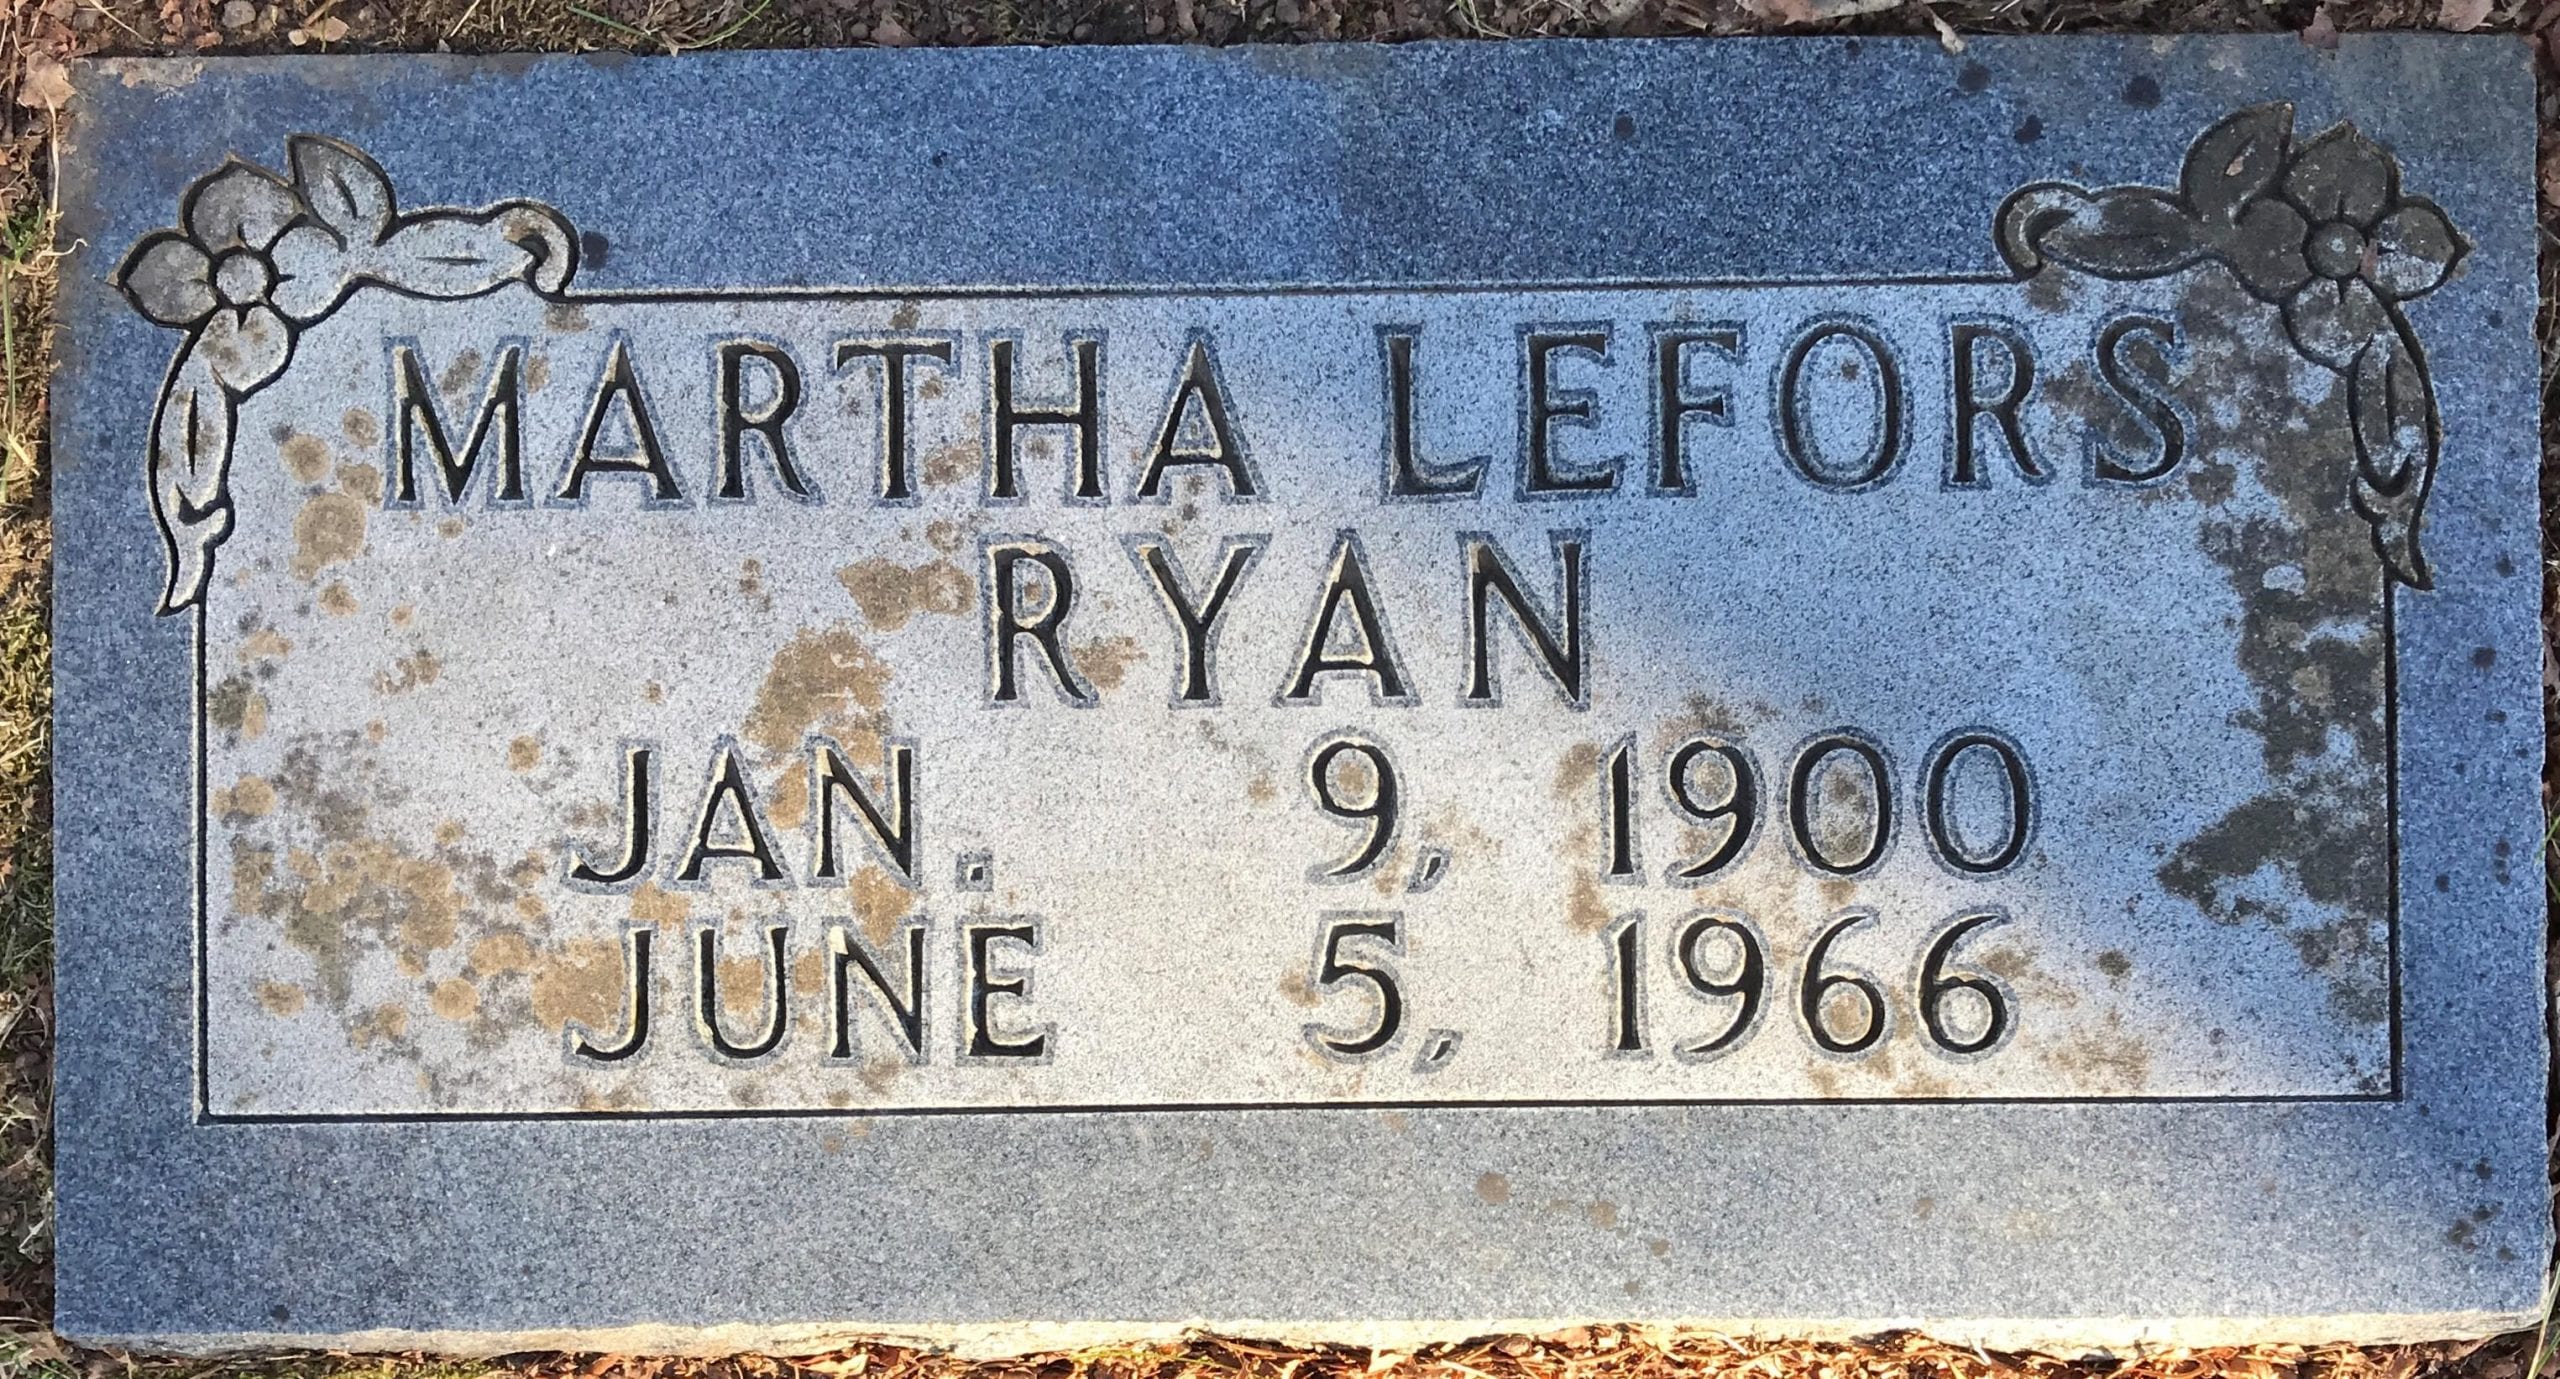 MARTHA LEFORS
RYAN
JAN. 9, 1900
JUNE 5, 1966